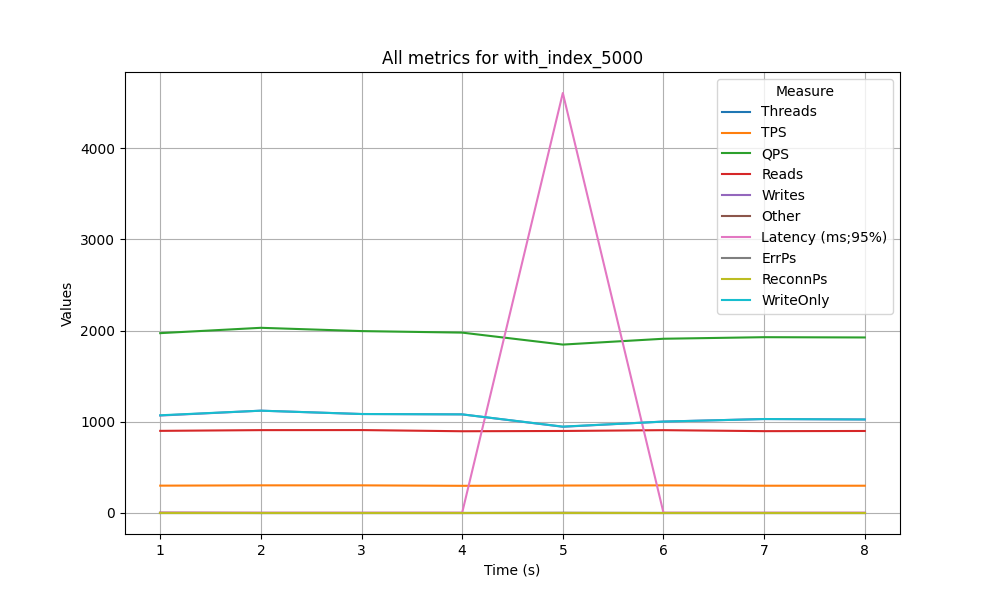 All metrics for with_index_5000
Values
4000
3000
2000
1000
0
Measure
Threads
TPS
QPS
Reads
Writes
Other
Latency (ms;95%)
ErrPs
ReconnPs
WriteOnly
1 2 3 4 5 6 7 8
Time (s)